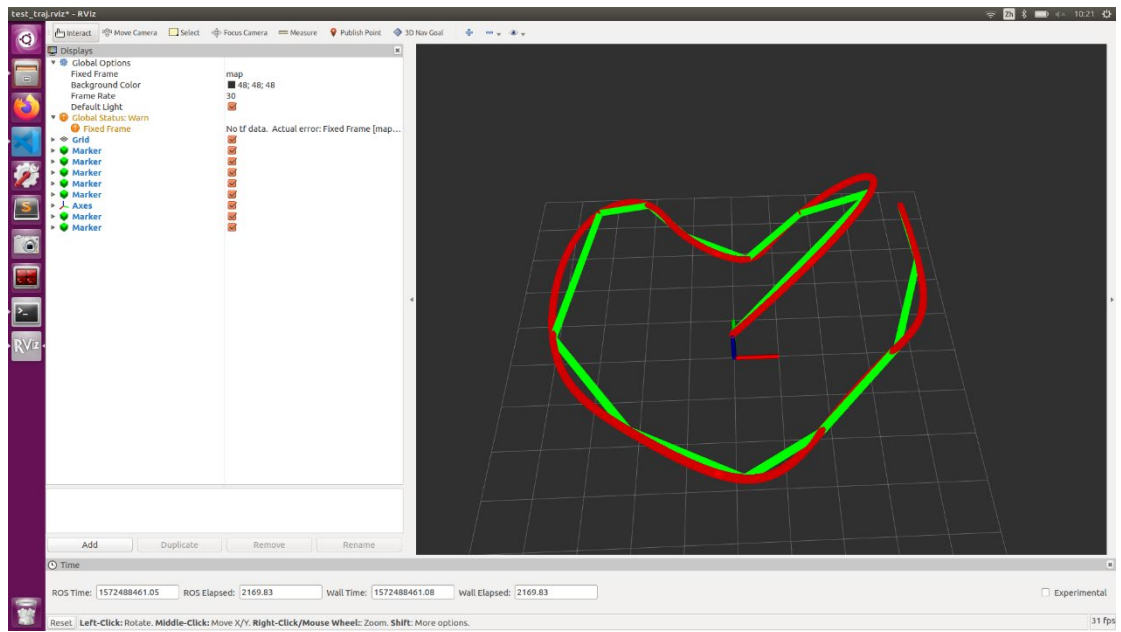 test_traj.rviz* - RViz
Zh
10:21
Interact Move Camera Select Focus Camera Measure Publish Point 3D Nav Goal
Displays
Global Options
Fixed Frame map
Background Color 48; 48; 48
Frame Rate 30
Default Light
Global Status: Warn
Fixed Frame No tf data. Actual error: Fixed Frame [map...
Grid
Marker
Marker
Marker
Marker
Marker
Axes
Marker
Marker
RViz
Add Duplicate Remove Rename
Time
ROS Time: 1572488461.05 ROS Elapsed: 2169.83 Wall Time: 1572488461.08 Wall Elapsed: 2169.83 Experimental
Reset Left-Click: Rotate. Middle-Click: Move X/Y. Right-Click/Mouse Wheel:: Zoom. Shift: More options. 31 fps